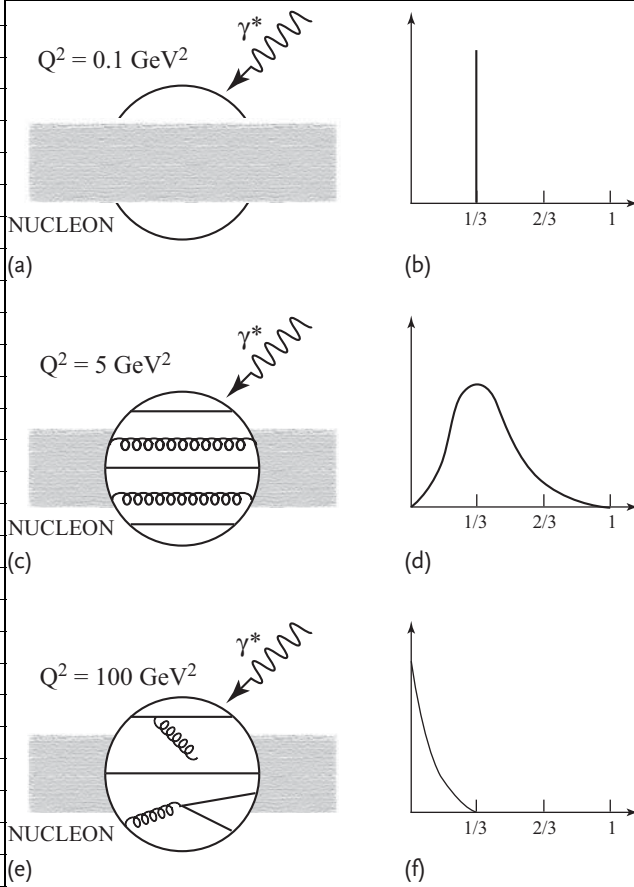 γ*
Q² = 0.1 GeV²
NUCLEON
1/3 2/3 1
(a) (b)
γ*
Q² = 5 GeV²
NUCLEON
1/3 2/3 1
(c) (d)
γ*
Q² = 100 GeV²
NUCLEON
1/3 2/3 1
(e) (f)